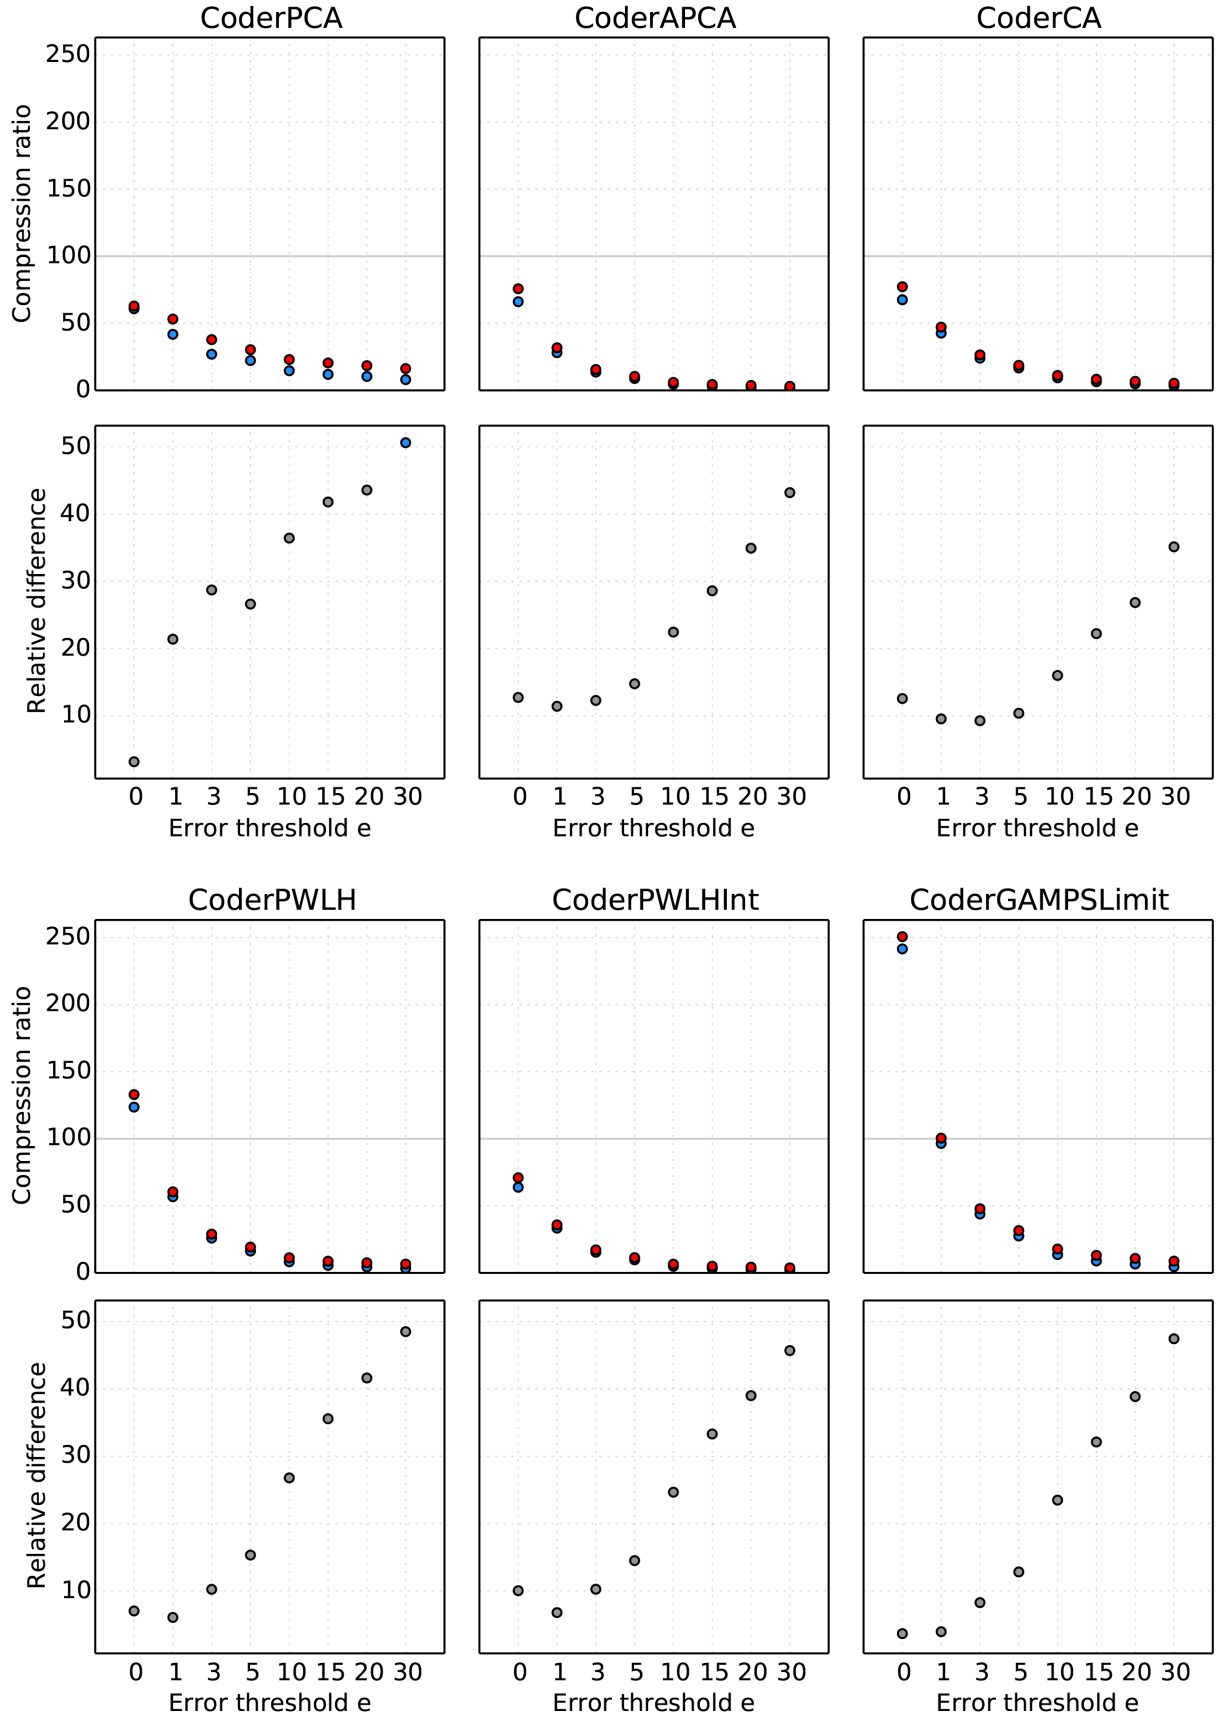 CoderPCA CoderAPCA CoderCA
Compression ratio
250
200
150
100
50
0
Relative difference
50
40
30
20
10
0 1 3 5 10 15 20 30 0 1 3 5 10 15 20 30 0 1 3 5 10 15 20 30
Error threshold e Error threshold e Error threshold e
CoderPWLH CoderPWLHInt CoderGAMPSLimit
Compression ratio
250
200
150
100
50
0
Relative difference
50
40
30
20
10
0 1 3 5 10 15 20 30 0 1 3 5 10 15 20 30 0 1 3 5 10 15 20 30
Error threshold e Error threshold e Error threshold e